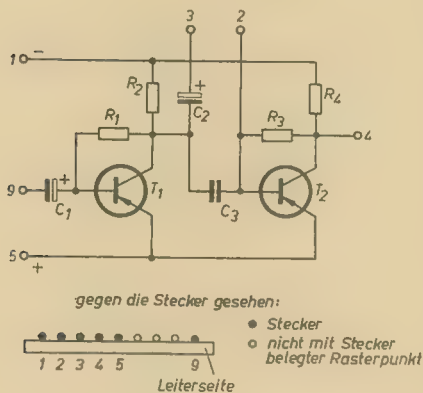 3 2
1 −
R2 + C2 R4
R1 R3
4
9 + C1 T1 C3 T2
5 +
gegen die Stecker gesehen:
● Stecker
○ nicht mit Stecker
belegter Rasterpunkt
1 2 3 4 5 9
Leiterseite